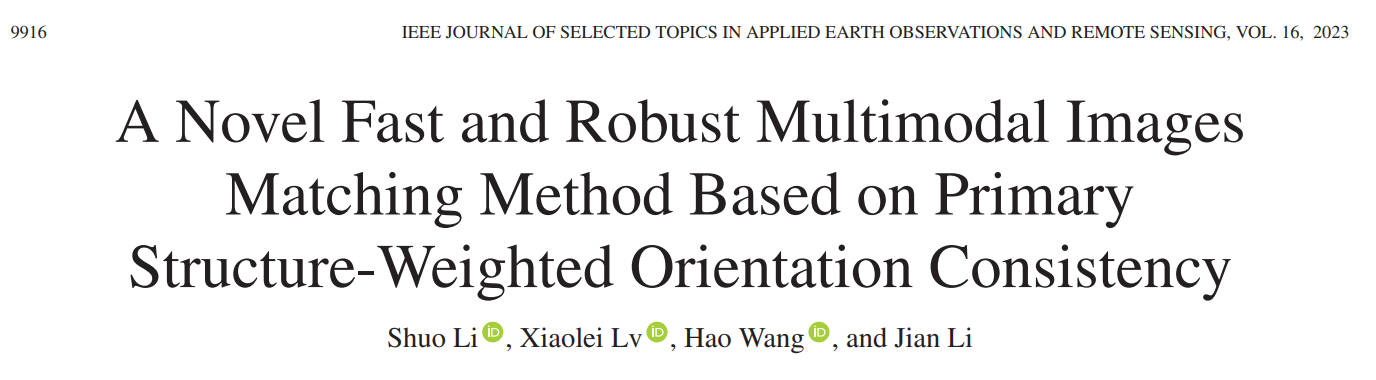 9916
IEEE JOURNAL OF SELECTED TOPICS IN APPLIED EARTH OBSERVATIONS AND REMOTE SENSING, VOL. 16, 2023
A Novel Fast and Robust Multimodal Images
Matching Method Based on Primary
Structure-Weighted Orientation Consistency
Shuo Li iD, Xiaolei Lv iD, Hao Wang iD, and Jian Li